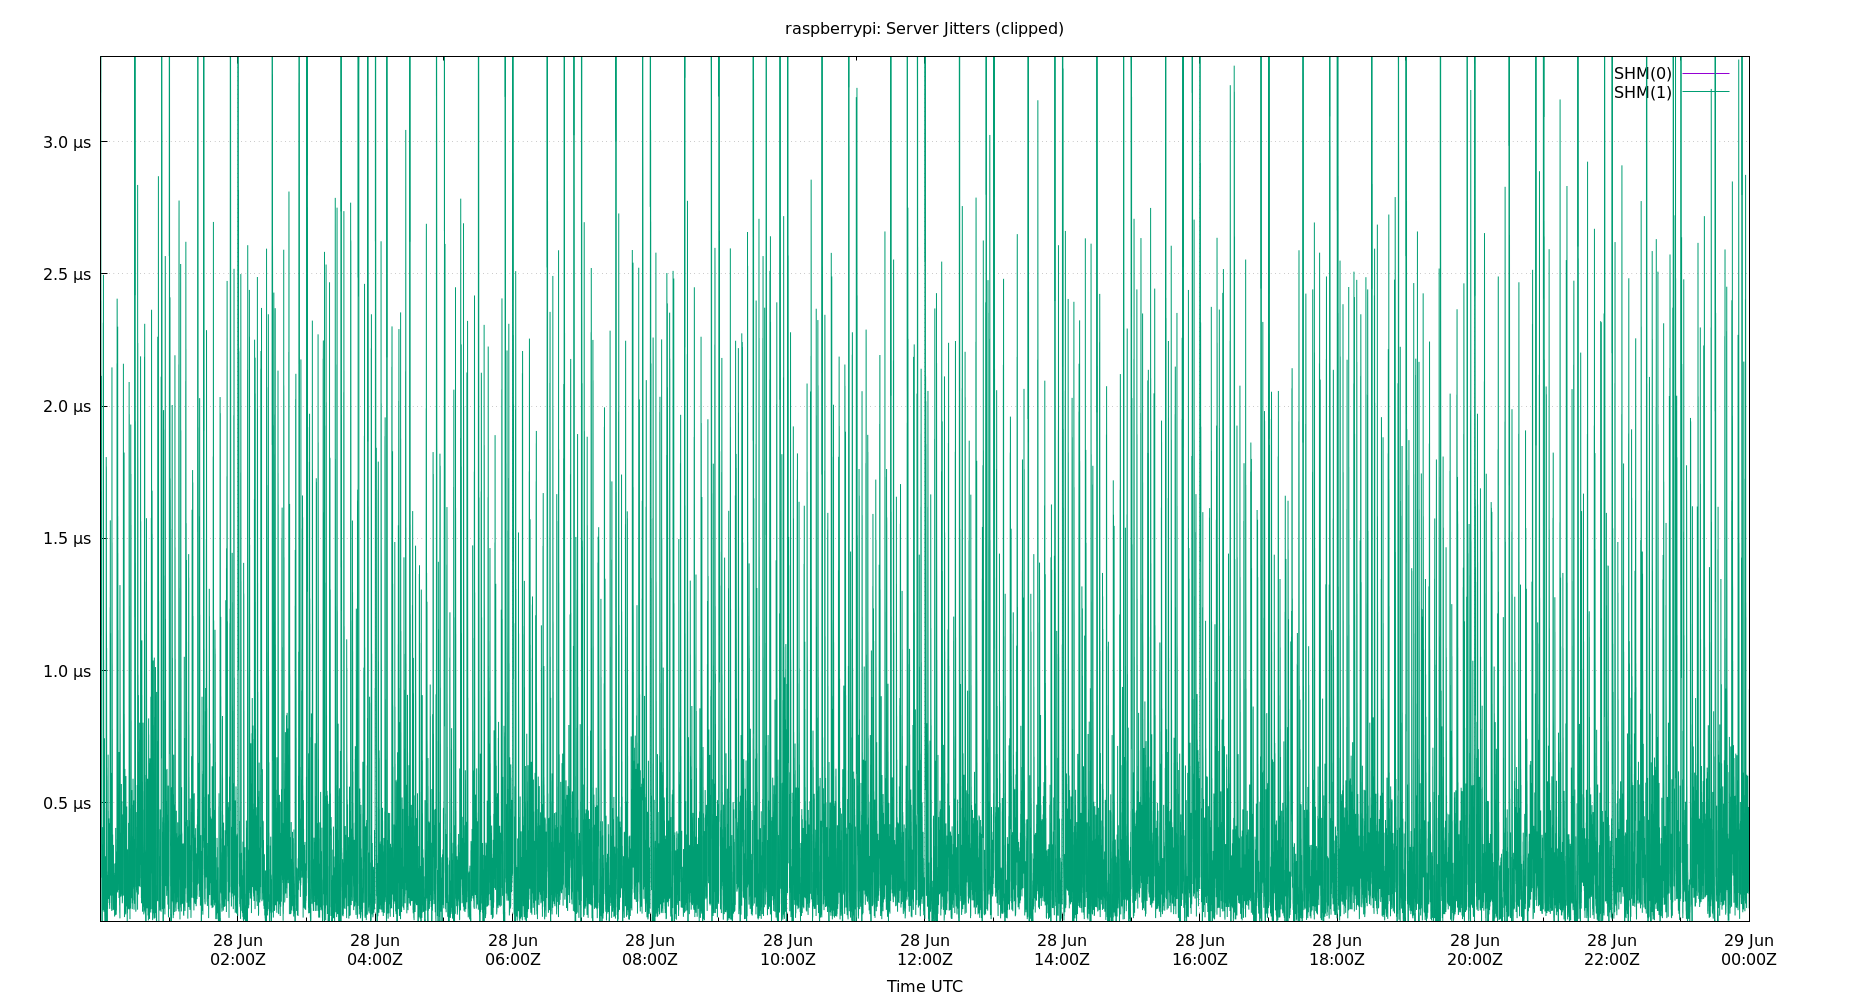 raspberrypi: Server Jitters (clipped)
SHM(0)
SHM(1)
3.0 µs
2.5 µs
2.0 µs
1.5 µs
1.0 µs
0.5 µs
28 Jun 28 Jun 28 Jun 28 Jun 28 Jun 28 Jun 28 Jun 28 Jun 28 Jun 28 Jun 28 Jun 29 Jun
02:00Z 04:00Z 06:00Z 08:00Z 10:00Z 12:00Z 14:00Z 16:00Z 18:00Z 20:00Z 22:00Z 00:00Z
Time UTC